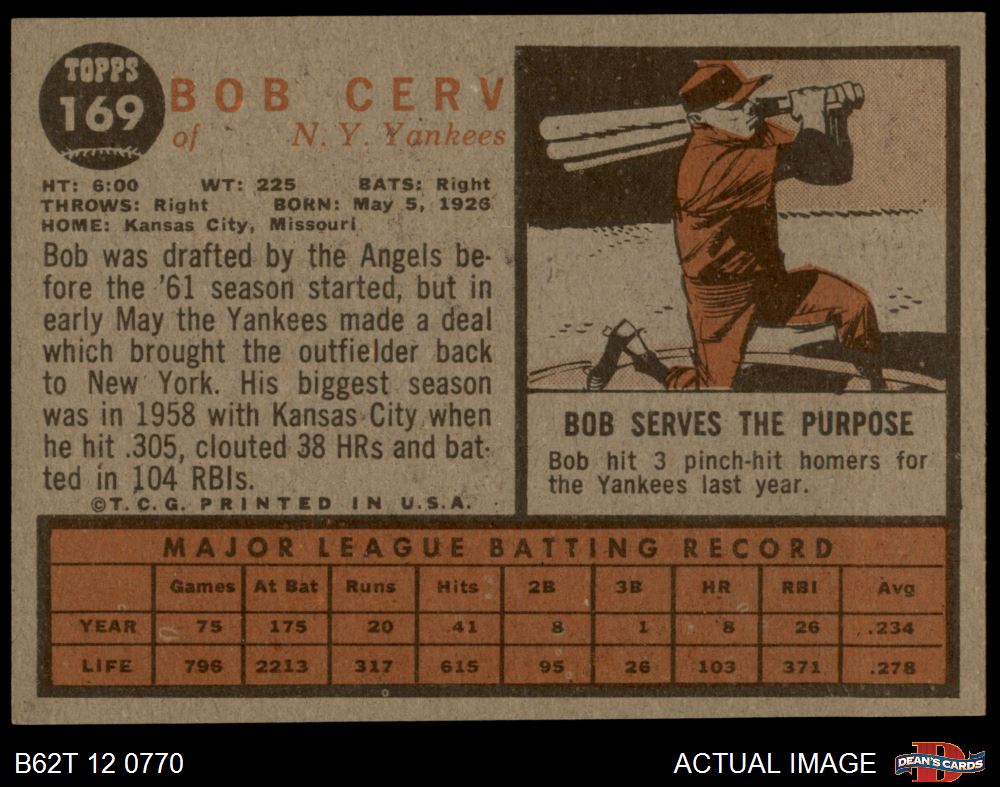 TOPPS
169
BOB CERV
of N. Y. Yankees
HT: 6:00 WT: 225 BATS: Right
THROWS: Right BORN: May 5, 1926
HOME: Kansas City, Missouri
Bob was drafted by the Angels be-
fore the '61 season started, but in
early May the Yankees made a deal
which brought the outfielder back
to New York. His biggest season
was in 1958 with Kansas City when
he hit .305, clouted 38 HRs and bat-
ted in 104 RBIs.
©T.C.G. PRINTED IN U.S.A.
BOB SERVES THE PURPOSE
Bob hit 3 pinch-hit homers for
the Yankees last year.
MAJOR LEAGUE BATTING RECORD
Games At Bat Runs Hits 2B 3B HR RBI Avg
YEAR 75 175 20 41 8 1 8 26 .234
LIFE 796 2213 317 615 95 26 103 371 .278
B62T 12 0770
ACTUAL IMAGE
D
DEAN'S CARDS